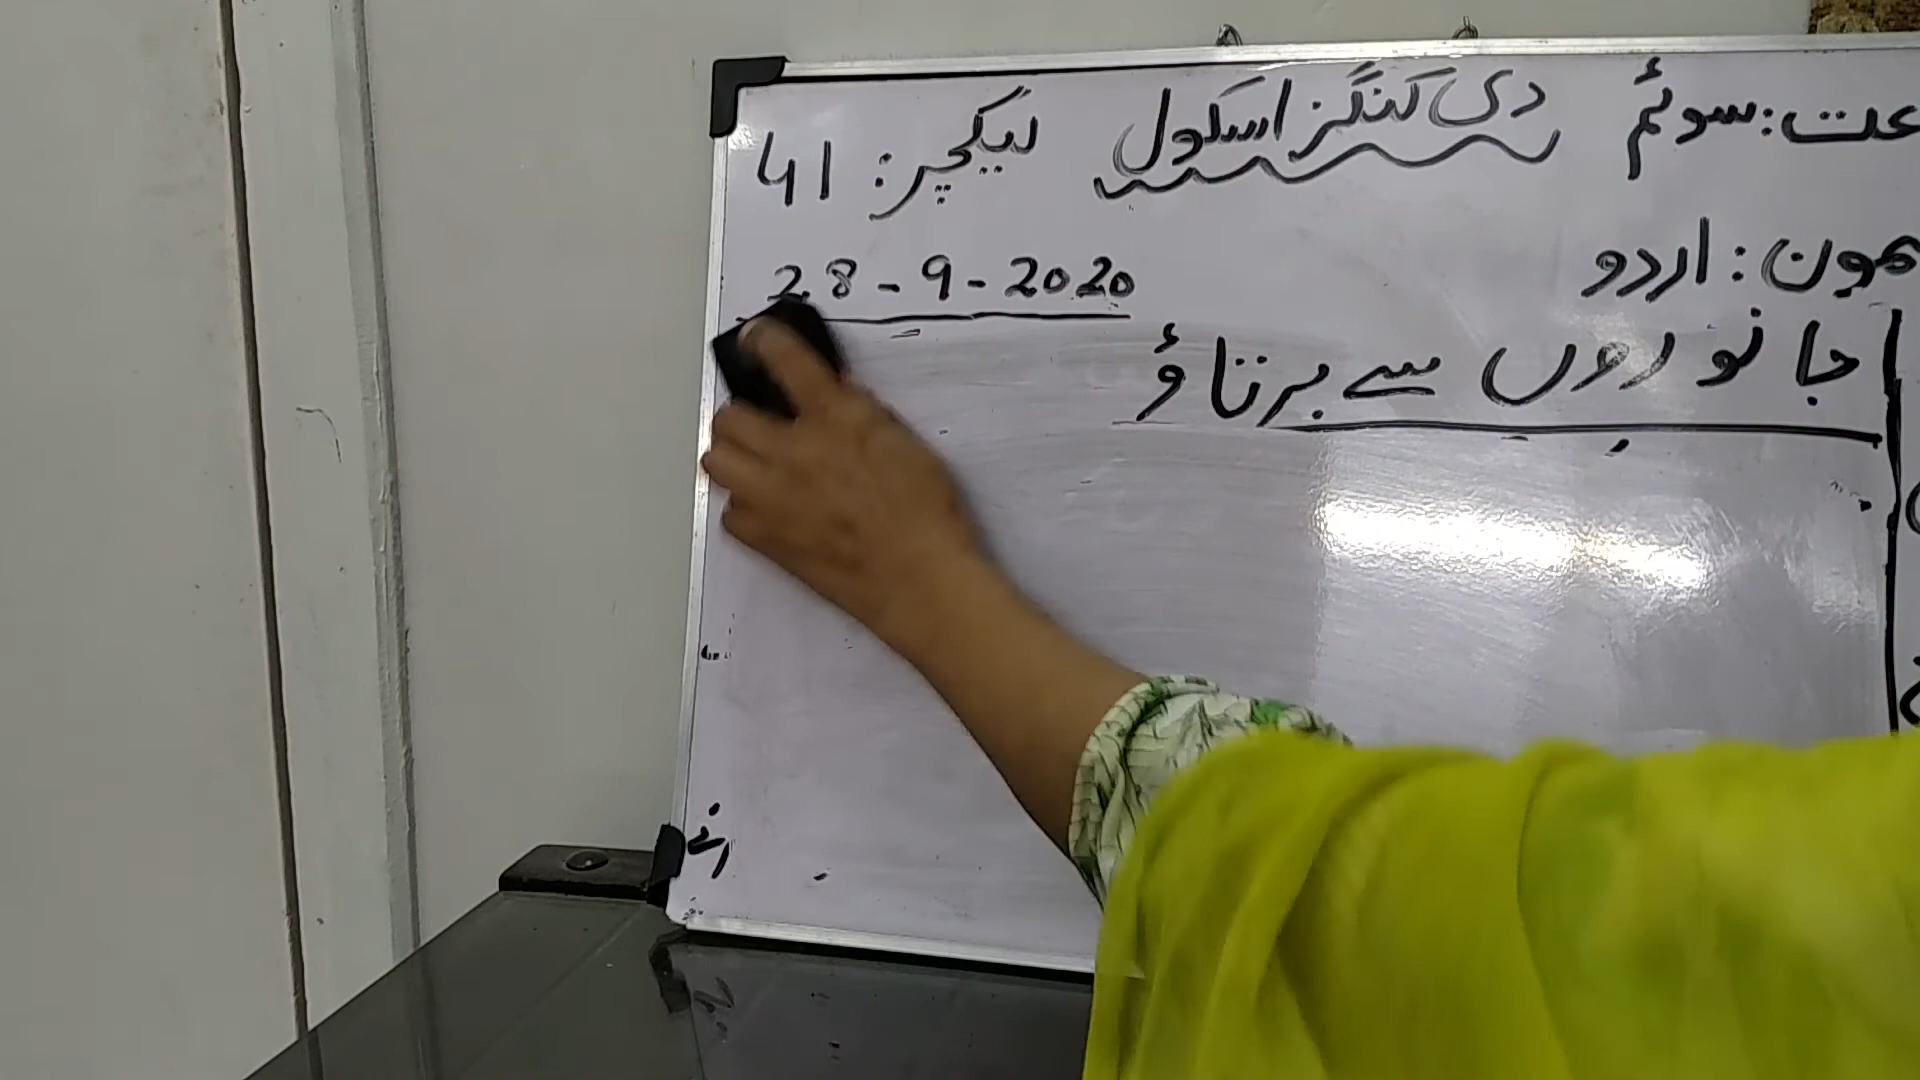 عت: سوئم دی کنگز اسکول لیکچر: 41
مون: اردو 28-9-2020
جانوروں سے برتاؤ